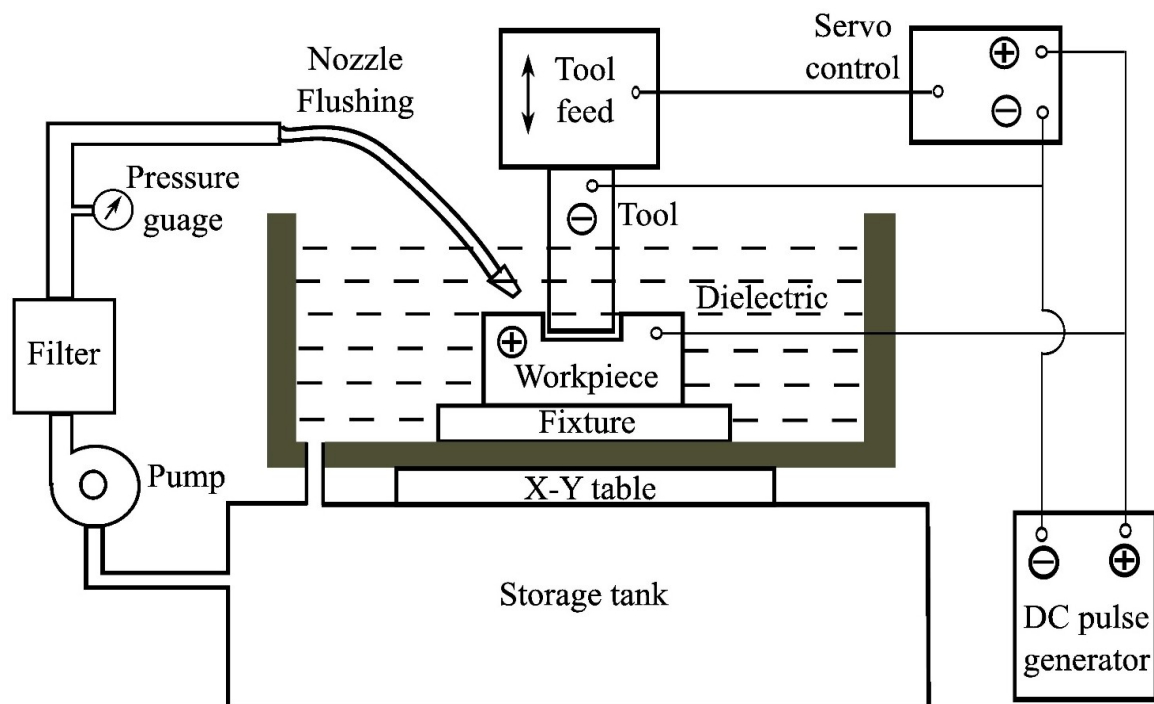 Nozzle
Flushing
Tool
feed
Servo
control
+
−
Pressure
guage
−
Tool
Dielectric
Filter
+
Workpiece
Fixture
Pump
X-Y table
Storage tank
− +
DC pulse
generator